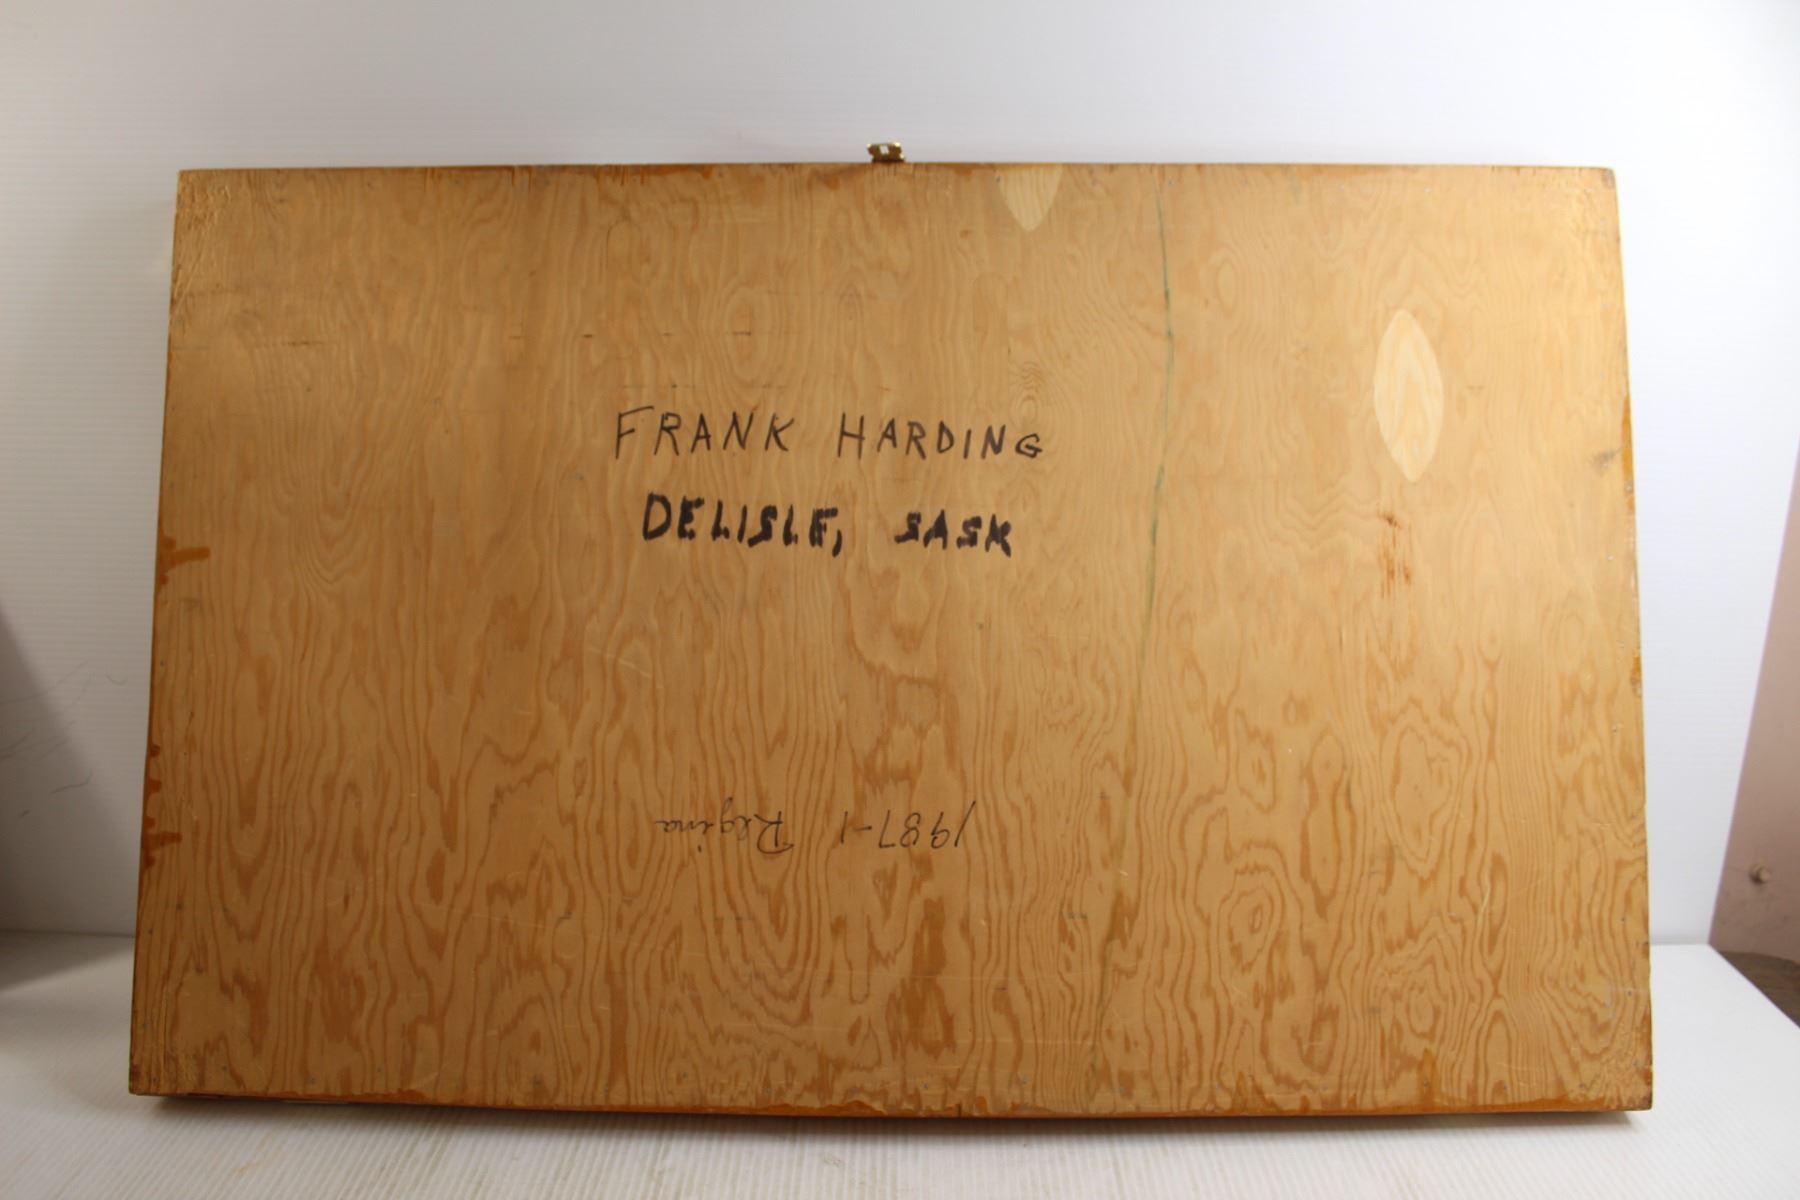 FRANK HARDING
DELISLE, SASK
1987-1 Regina